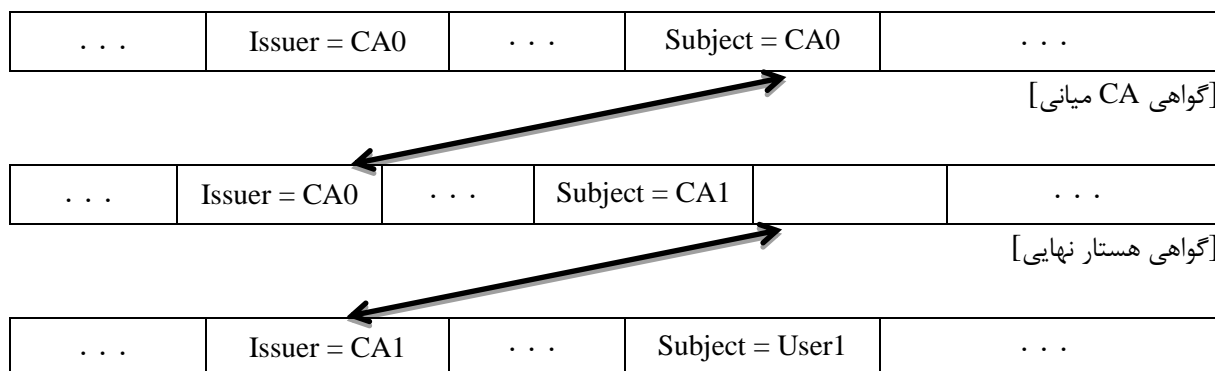 . . . Issuer = CA0 . . . Subject = CA0 . . .
[گواهی CA میانی]
. . . Issuer = CA0 . . . Subject = CA1 . . .
[گواهی هستار نهایی]
. . . Issuer = CA1 . . . Subject = User1 . . .